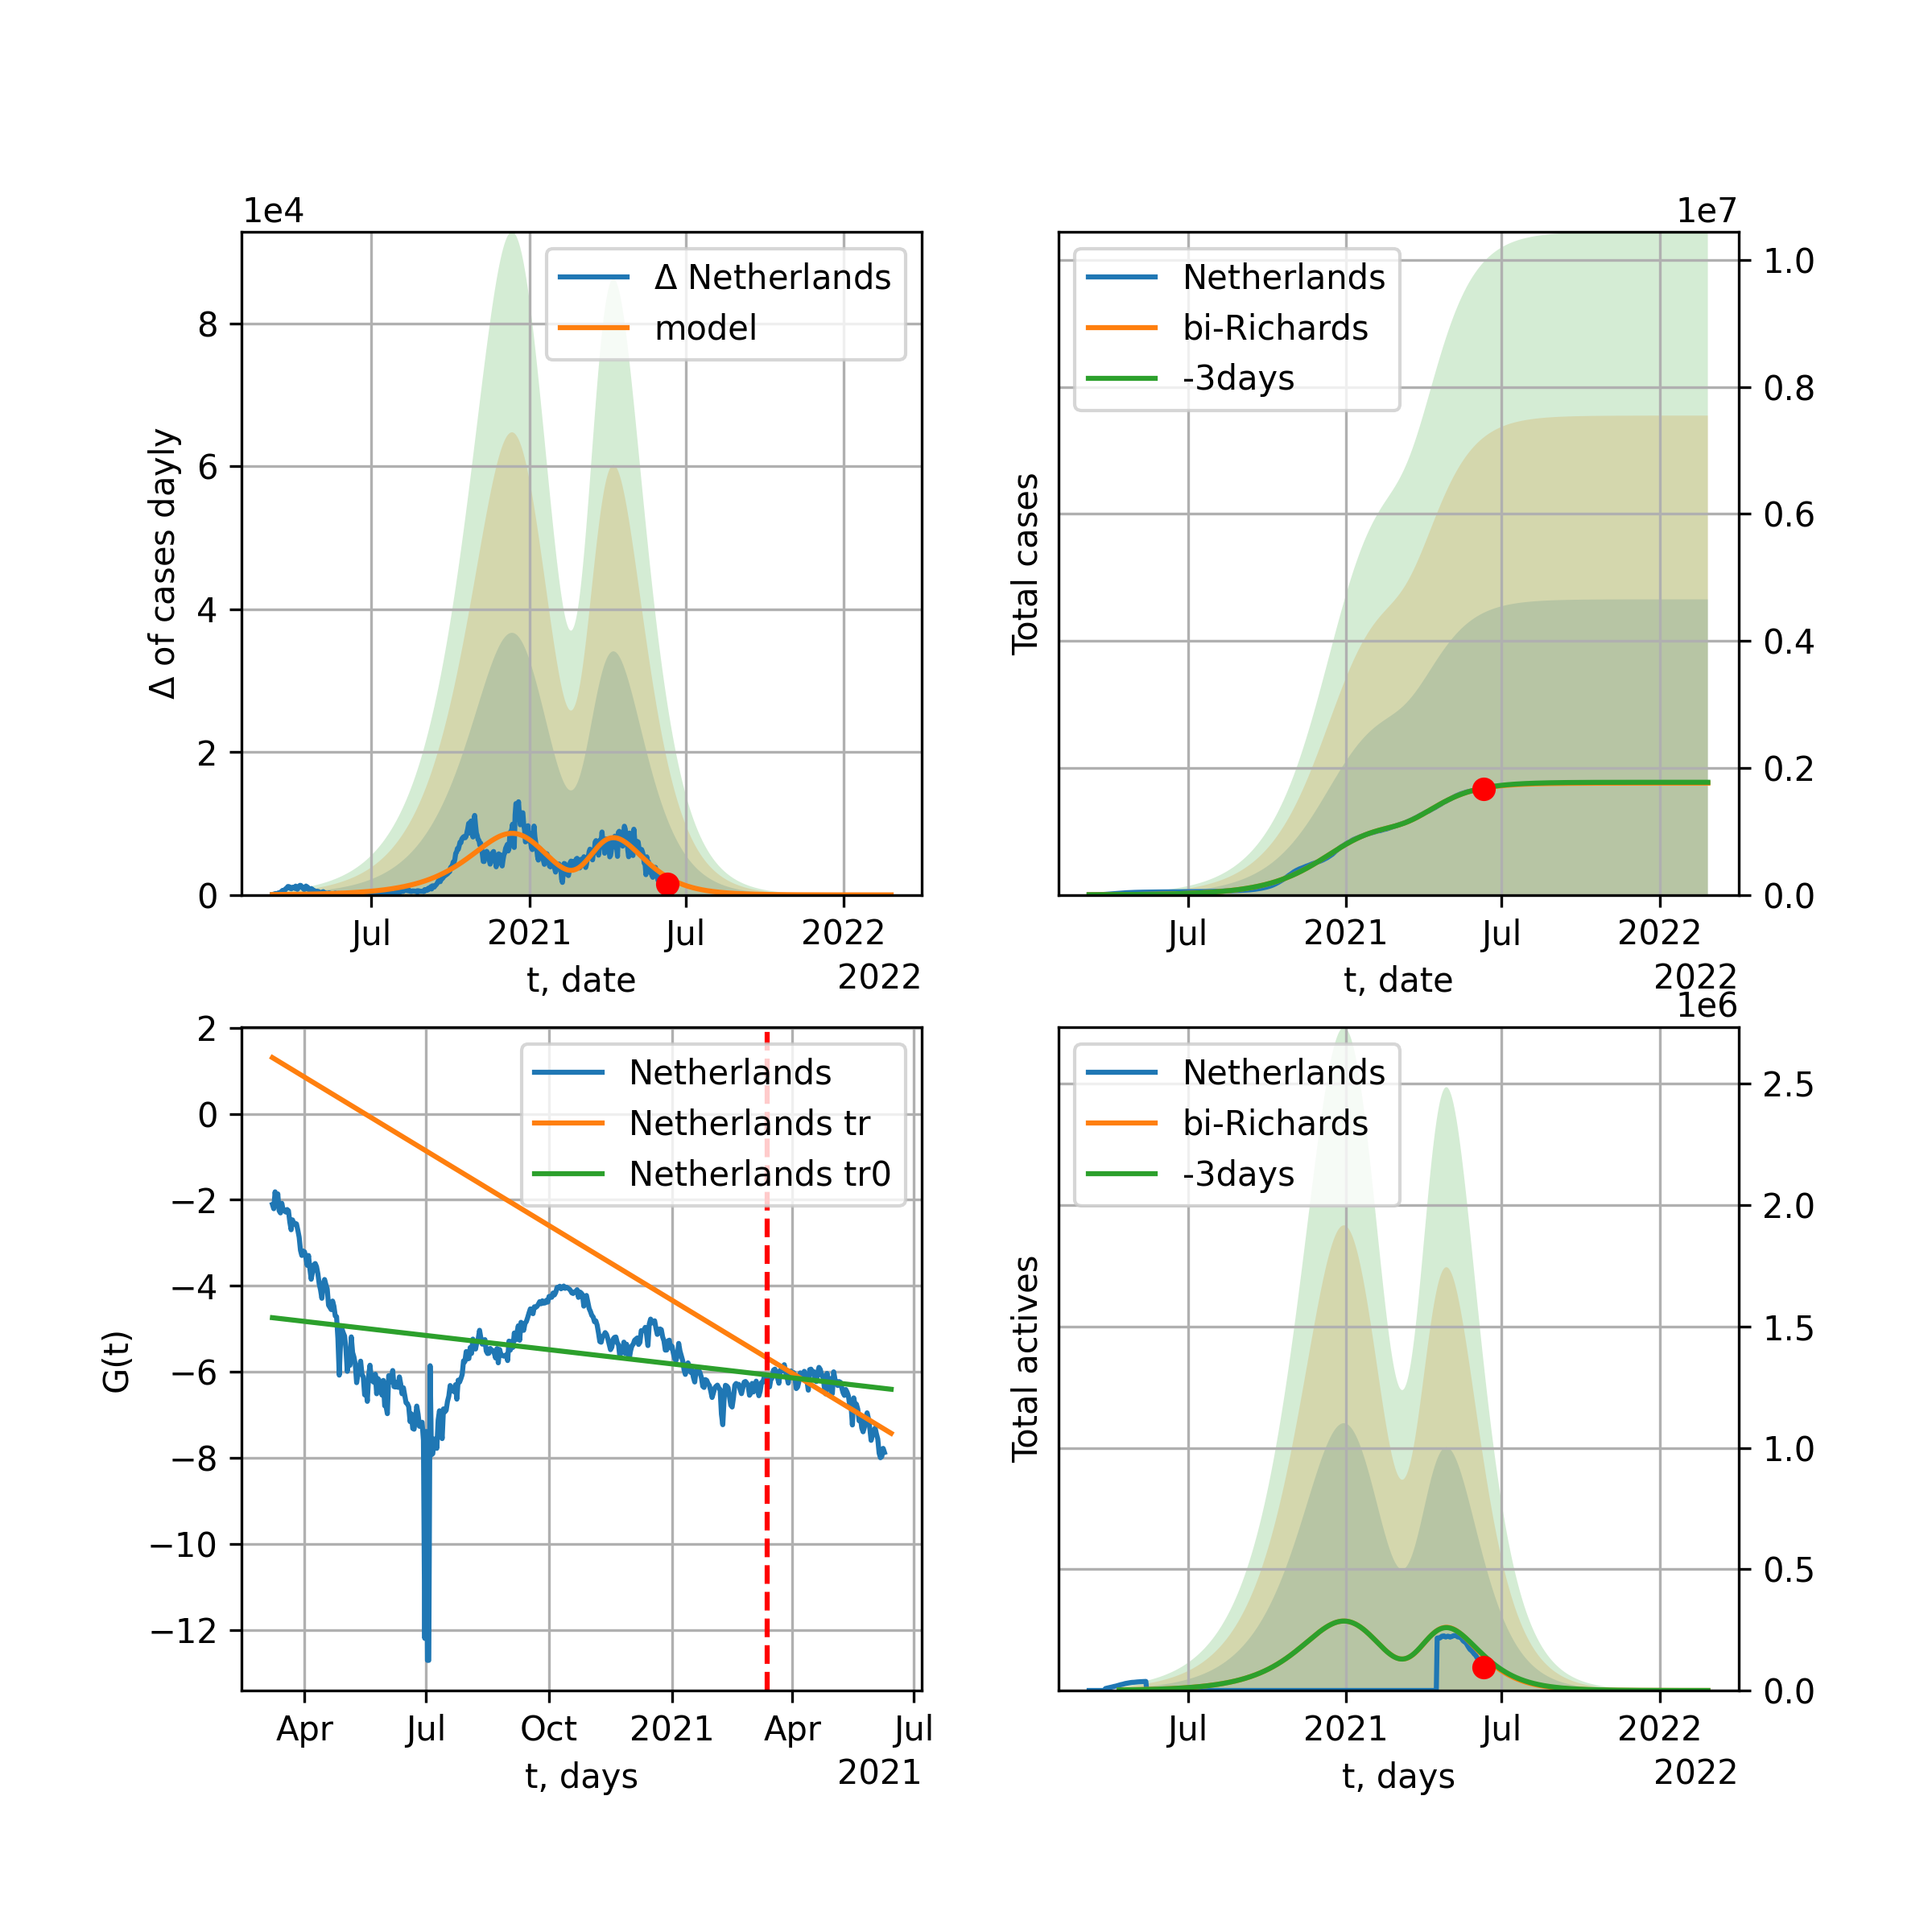 1e4
Δ Netherlands
model
8
6
4
2
0
Δ of cases dayly
Jul
2021
Jul
2022
t, date
2022
1e7
Netherlands
bi-Richards
-3days
1.0
0.8
0.6
0.4
0.2
0.0
Total cases
Jul
2021
Jul
2022
t, date
2022
Netherlands
Netherlands tr
Netherlands tr0
2
0
−2
−4
−6
−8
−10
−12
G(t)
Apr
Jul
Oct
2021
Apr
Jul
t, days
2021
1e6
Netherlands
bi-Richards
-3days
2.5
2.0
1.5
1.0
0.5
0.0
Total actives
Jul
2021
Jul
2022
t, days
2022